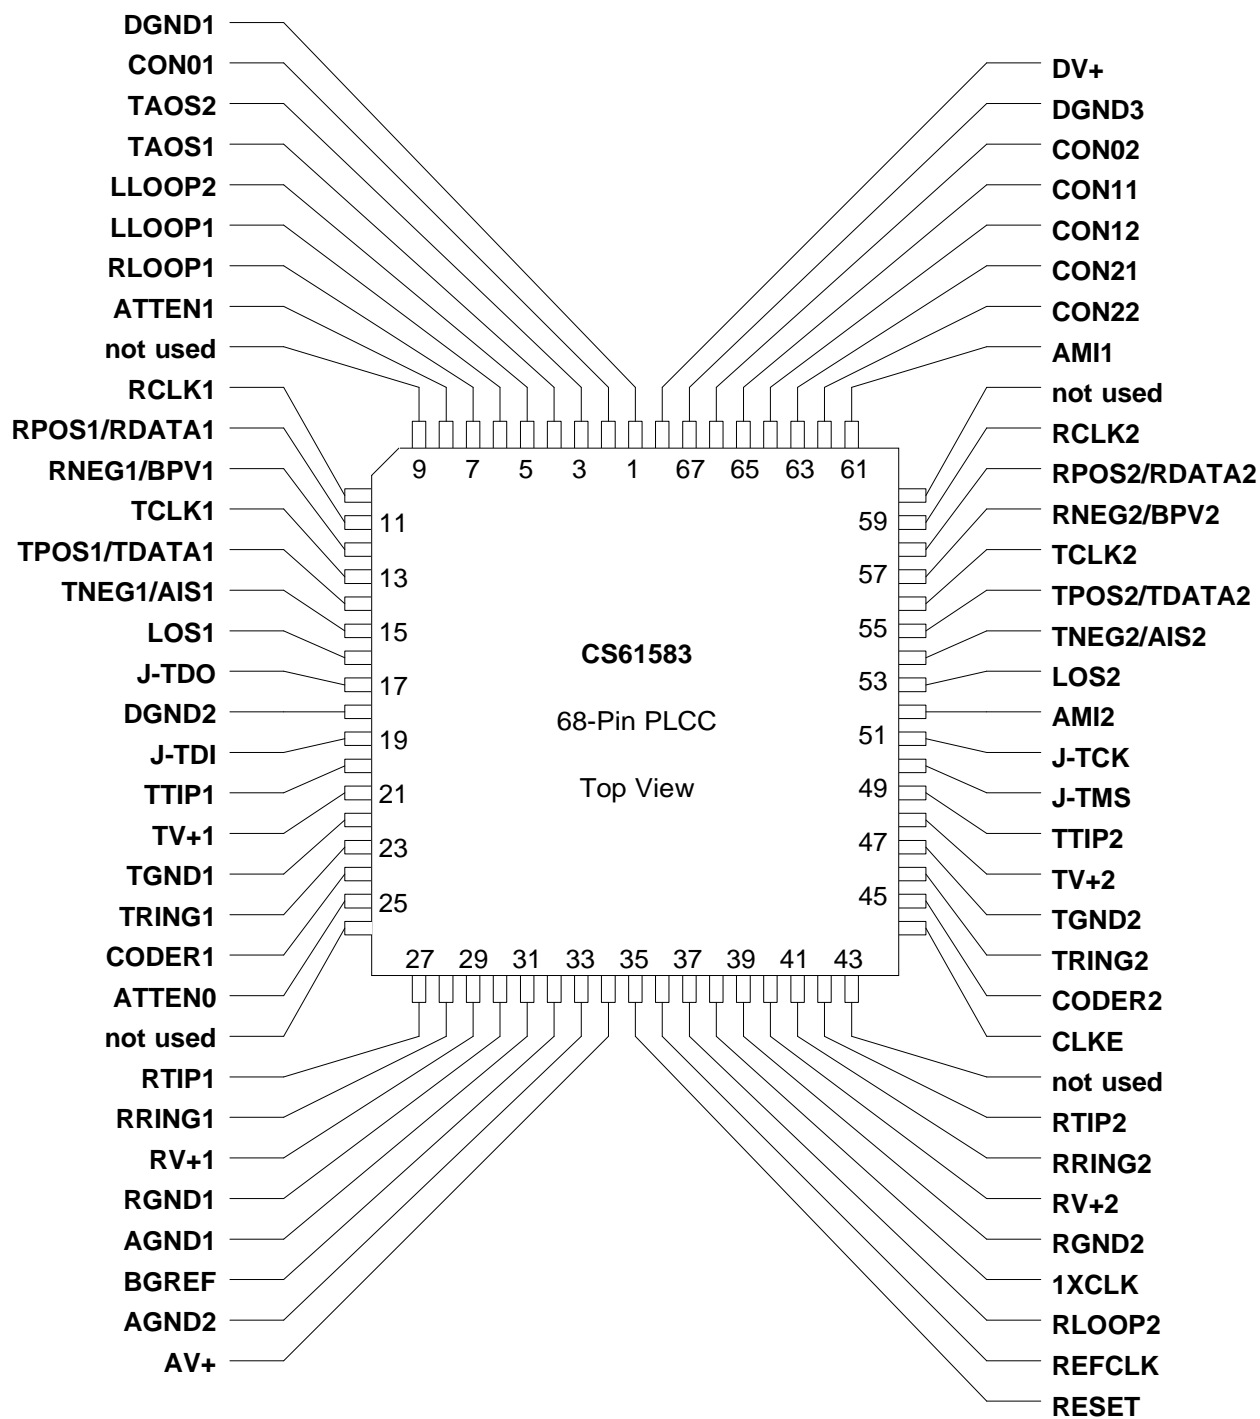 DGND1
CON01
TAOS2
TAOS1
LLOOP2
LLOOP1
RLOOP1
ATTEN1
not used
RCLK1
RPOS1/RDATA1
RNEG1/BPV1
TCLK1
TPOS1/TDATA1
TNEG1/AIS1
LOS1
J-TDO
DGND2
J-TDI
TTIP1
TV+1
TGND1
TRING1
CODER1
ATTEN0
not used
RTIP1
RRING1
RV+1
RGND1
AGND1
BGREF
AGND2
AV+
9 7 5 3 1 67 65 63 61
11
13
15
17
19
21
23
25
CS61583
68-Pin PLCC
Top View
59
57
55
53
51
49
47
45
27 29 31 33 35 37 39 41 43
DV+
DGND3
CON02
CON11
CON12
CON21
CON22
AMI1
not used
RCLK2
RPOS2/RDATA2
RNEG2/BPV2
TCLK2
TPOS2/TDATA2
TNEG2/AIS2
LOS2
AMI2
J-TCK
J-TMS
TTIP2
TV+2
TGND2
TRING2
CODER2
CLKE
not used
RTIP2
RRING2
RV+2
RGND2
1XCLK
RLOOP2
REFCLK
RESET